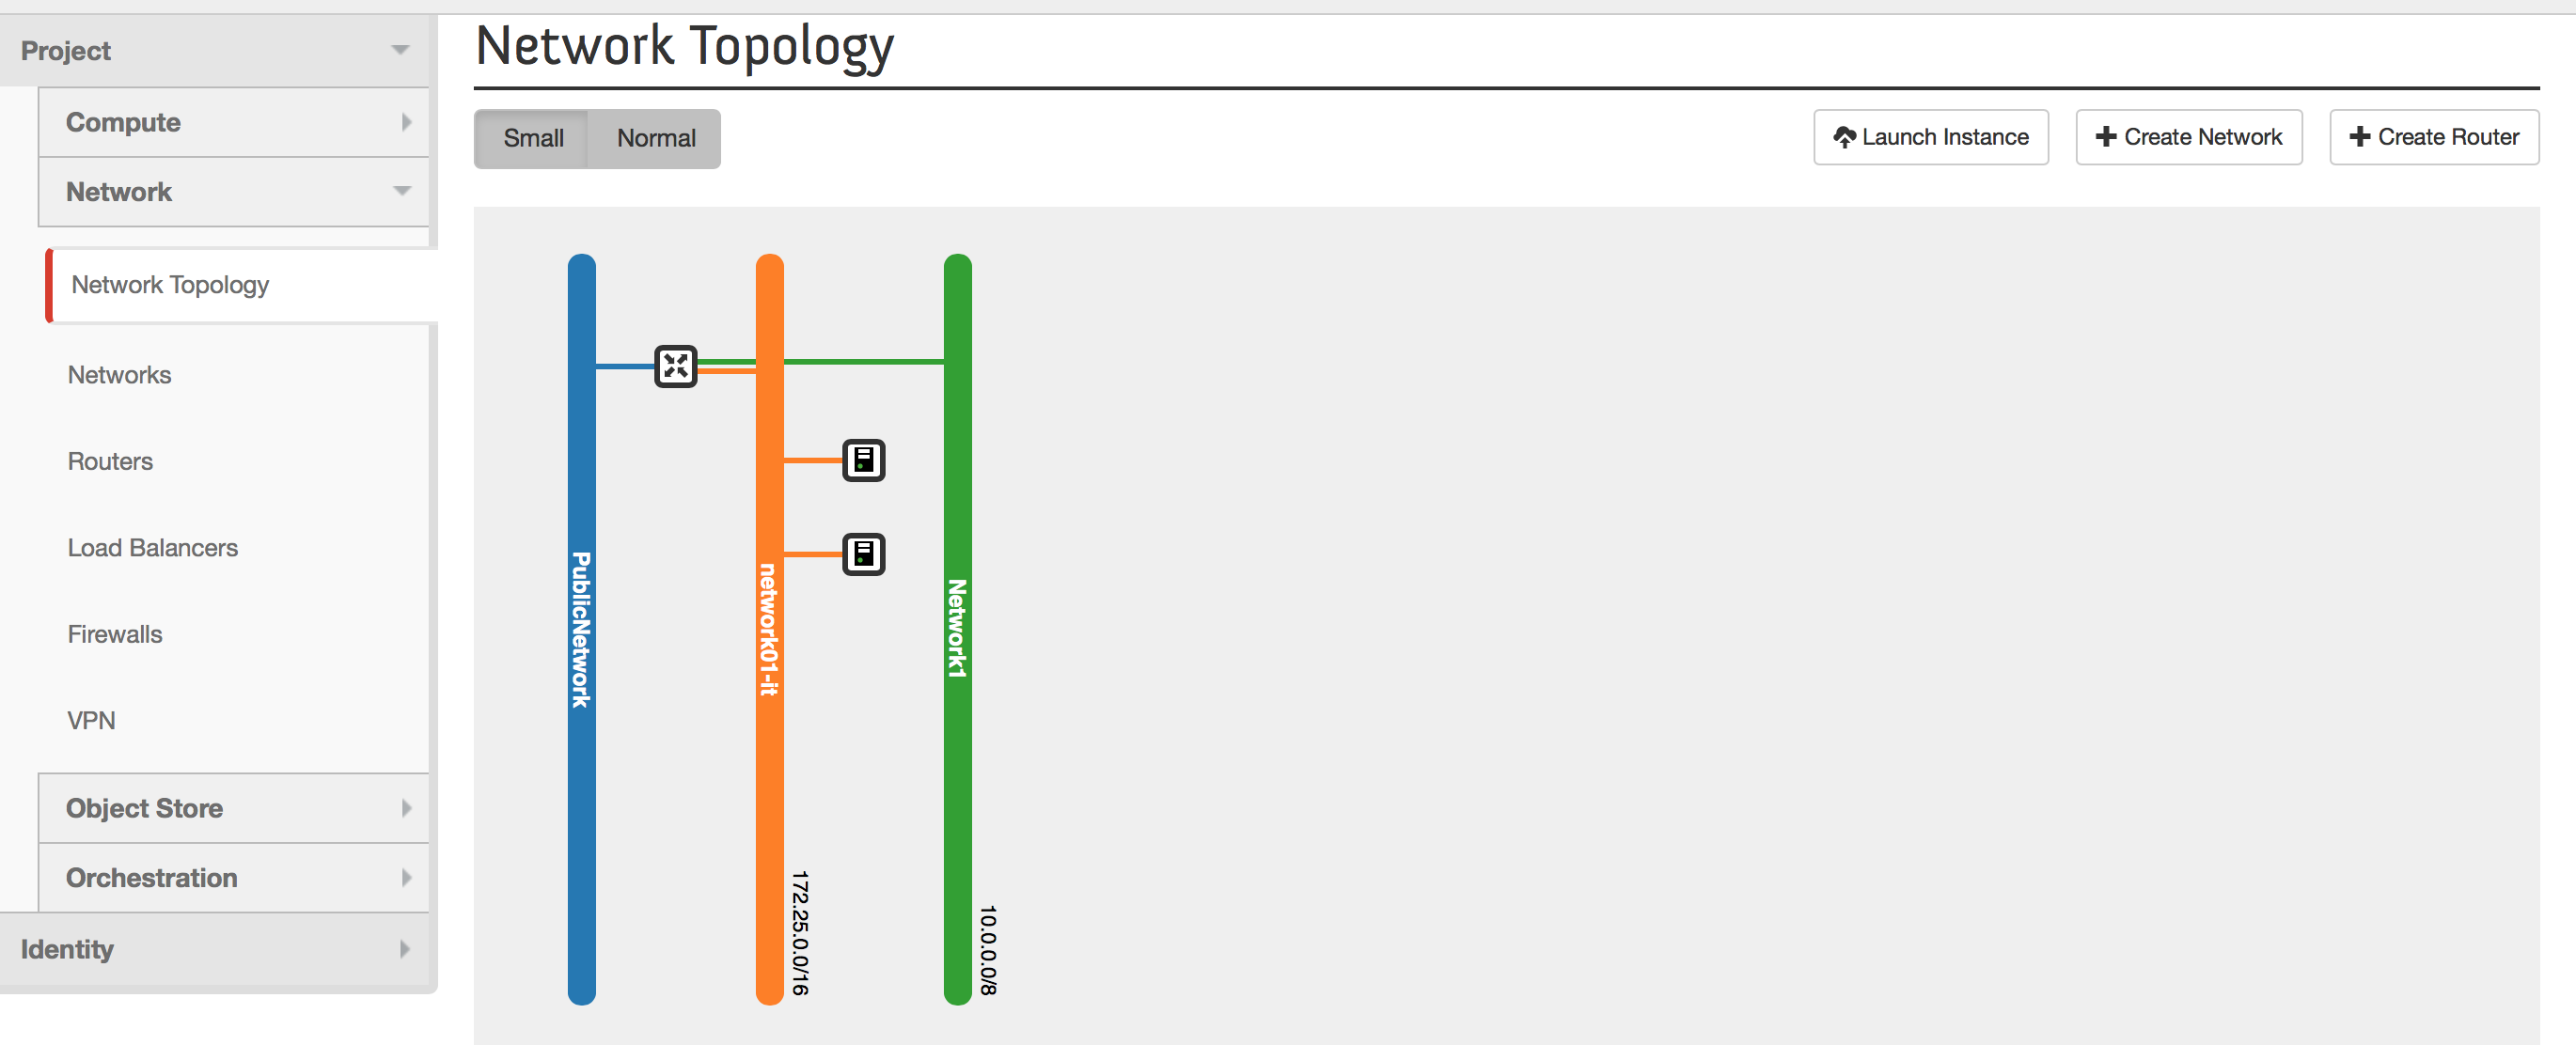 Project
Compute
Network
Network Topology
Networks
Routers
Load Balancers
Firewalls
VPN
Object Store
Orchestration
Identity
Network Topology
Small Normal
Launch Instance Create Network Create Router
PublicNetwork
network01-it
172.25.0.0/16
Network1
10.0.0.0/8